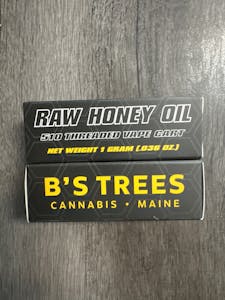 RAW HONEY OIL
510 THREADED VAPE CART
NET WEIGHT 1 GRAM (.036 OZ.)
B'S TREES
CANNABIS • MAINE